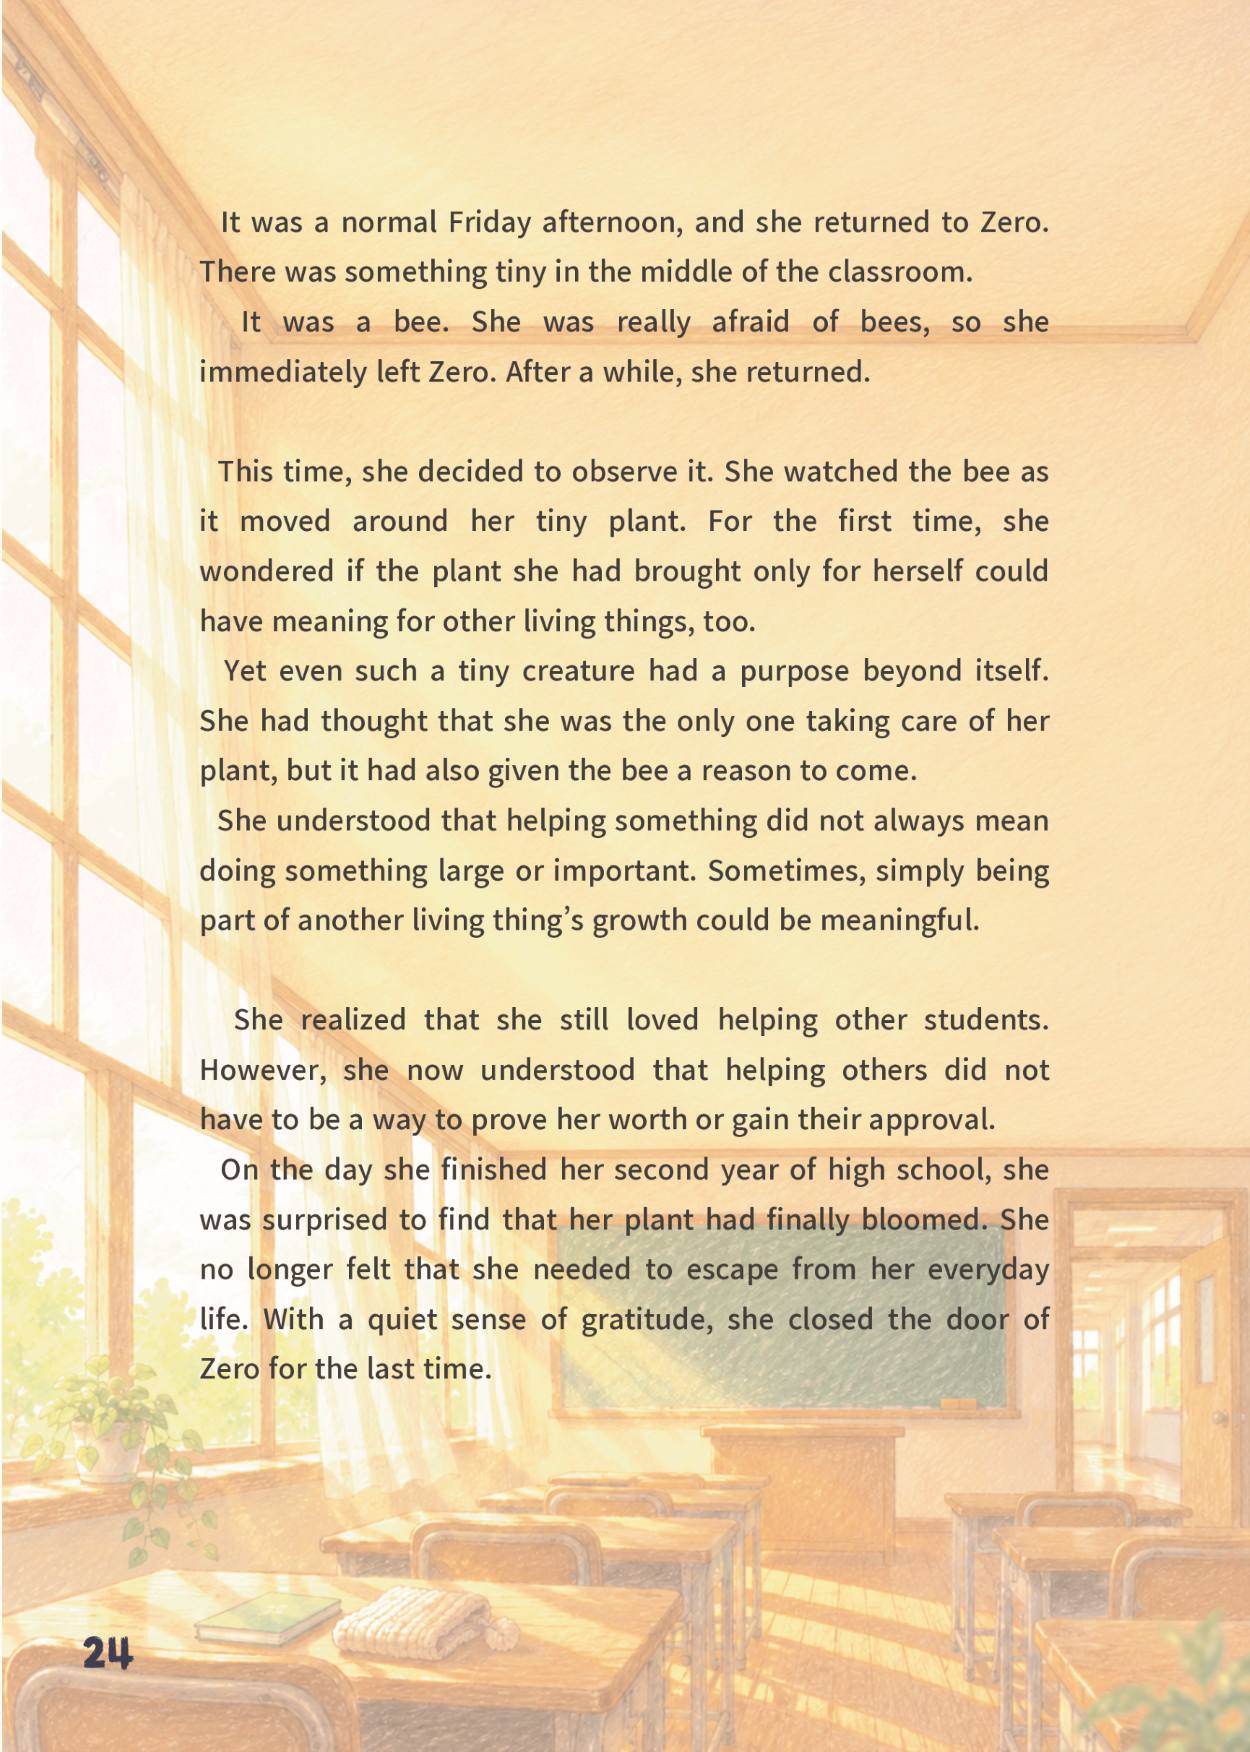 It was a normal Friday afternoon, and she returned to Zero.
There was something tiny in the middle of the classroom.
It was a bee. She was really afraid of bees, so she
immediately left Zero. After a while, she returned.
This time, she decided to observe it. She watched the bee as
it moved around her tiny plant. For the first time, she
wondered if the plant she had brought only for herself could
have meaning for other living things, too.
Yet even such a tiny creature had a purpose beyond itself.
She had thought that she was the only one taking care of her
plant, but it had also given the bee a reason to come.
She understood that helping something did not always mean
doing something large or important. Sometimes, simply being
part of another living thing’s growth could be meaningful.
She realized that she still loved helping other students.
However, she now understood that helping others did not
have to be a way to prove her worth or gain their approval.
On the day she finished her second year of high school, she
was surprised to find that her plant had finally bloomed. She
no longer felt that she needed to escape from her everyday
life. With a quiet sense of gratitude, she closed the door of
Zero for the last time.
24